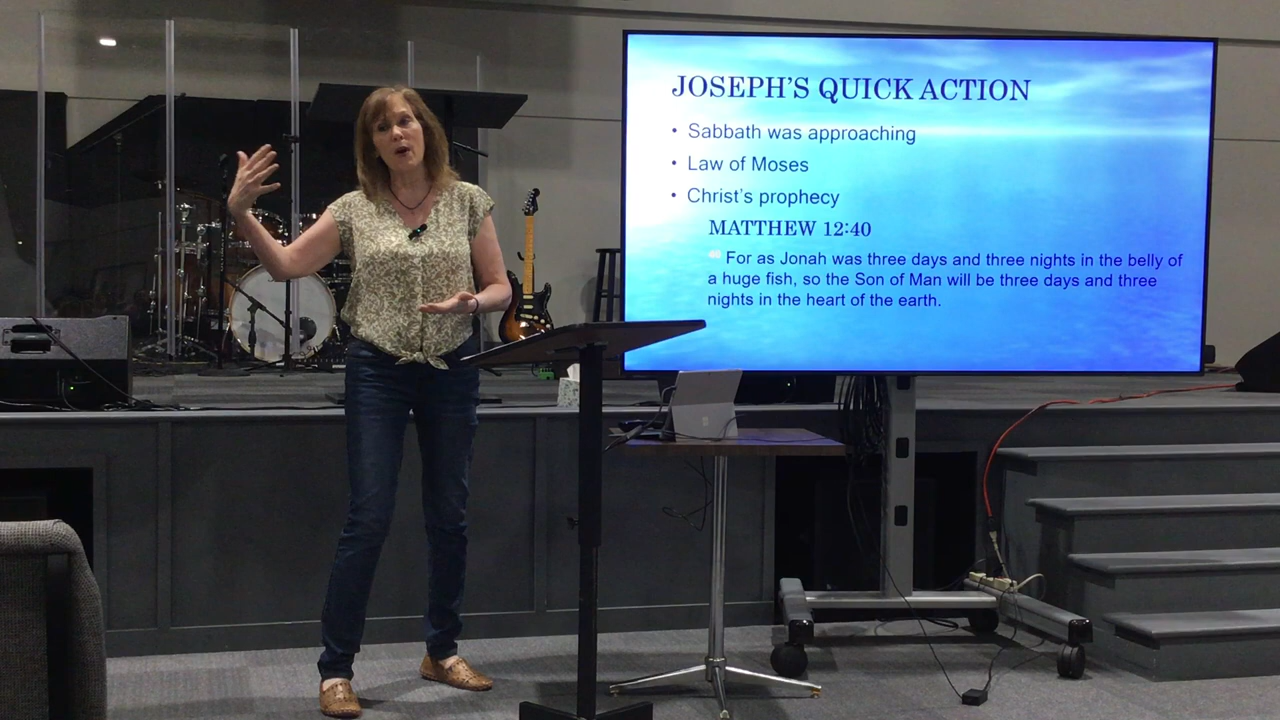 JOSEPH'S QUICK ACTION
• Sabbath was approaching
• Law of Moses
• Christ's prophecy
MATTHEW 12:40
For as Jonah was three days and three nights in the belly of
a huge fish, so the Son of Man will be three days and three
nights in the heart of the earth.